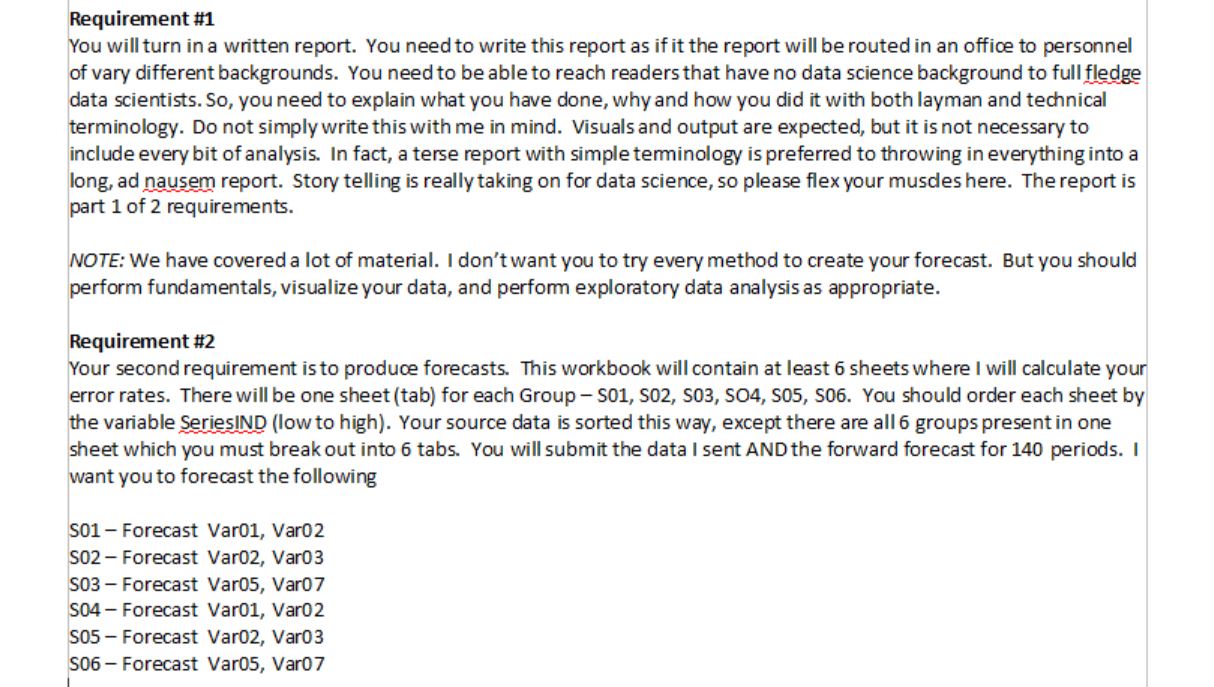 Requirement #1
You will turn in a written report.  You need to write this report as if it the report will be routed in an office to personnel
of vary different backgrounds.  You need to be able to reach readers that have no data science background to full fledge
data scientists. So, you need to explain what you have done, why and how you did it with both layman and technical
terminology.  Do not simply write this with me in mind.  Visuals and output are expected, but it is not necessary to
include every bit of analysis.  In fact, a terse report with simple terminology is preferred to throwing in everything into a
long, ad nausem report.  Story telling is really taking on for data science, so please flex your muscles here.  The report is
part 1 of 2 requirements.
NOTE: We have covered a lot of material.  I don’t want you to try every method to create your forecast.  But you should
perform fundamentals, visualize your data, and perform exploratory data analysis as appropriate.
Requirement #2
Your second requirement is to produce forecasts.  This workbook will contain at least 6 sheets where I will calculate your
error rates.  There will be one sheet (tab) for each Group – S01, S02, S03, SO4, S05, S06.  You should order each sheet by
the variable SeriesIND (low to high).  Your source data is sorted this way, except there are all 6 groups present in one
sheet which you must break out into 6 tabs.  You will submit the data I sent AND the forward forecast for 140 periods.  I
want you to forecast the following
S01 – Forecast  Var01, Var02
S02 – Forecast  Var02, Var03
S03 – Forecast  Var05, Var07
S04 – Forecast  Var01, Var02
S05 – Forecast  Var02, Var03
S06 – Forecast  Var05, Var07